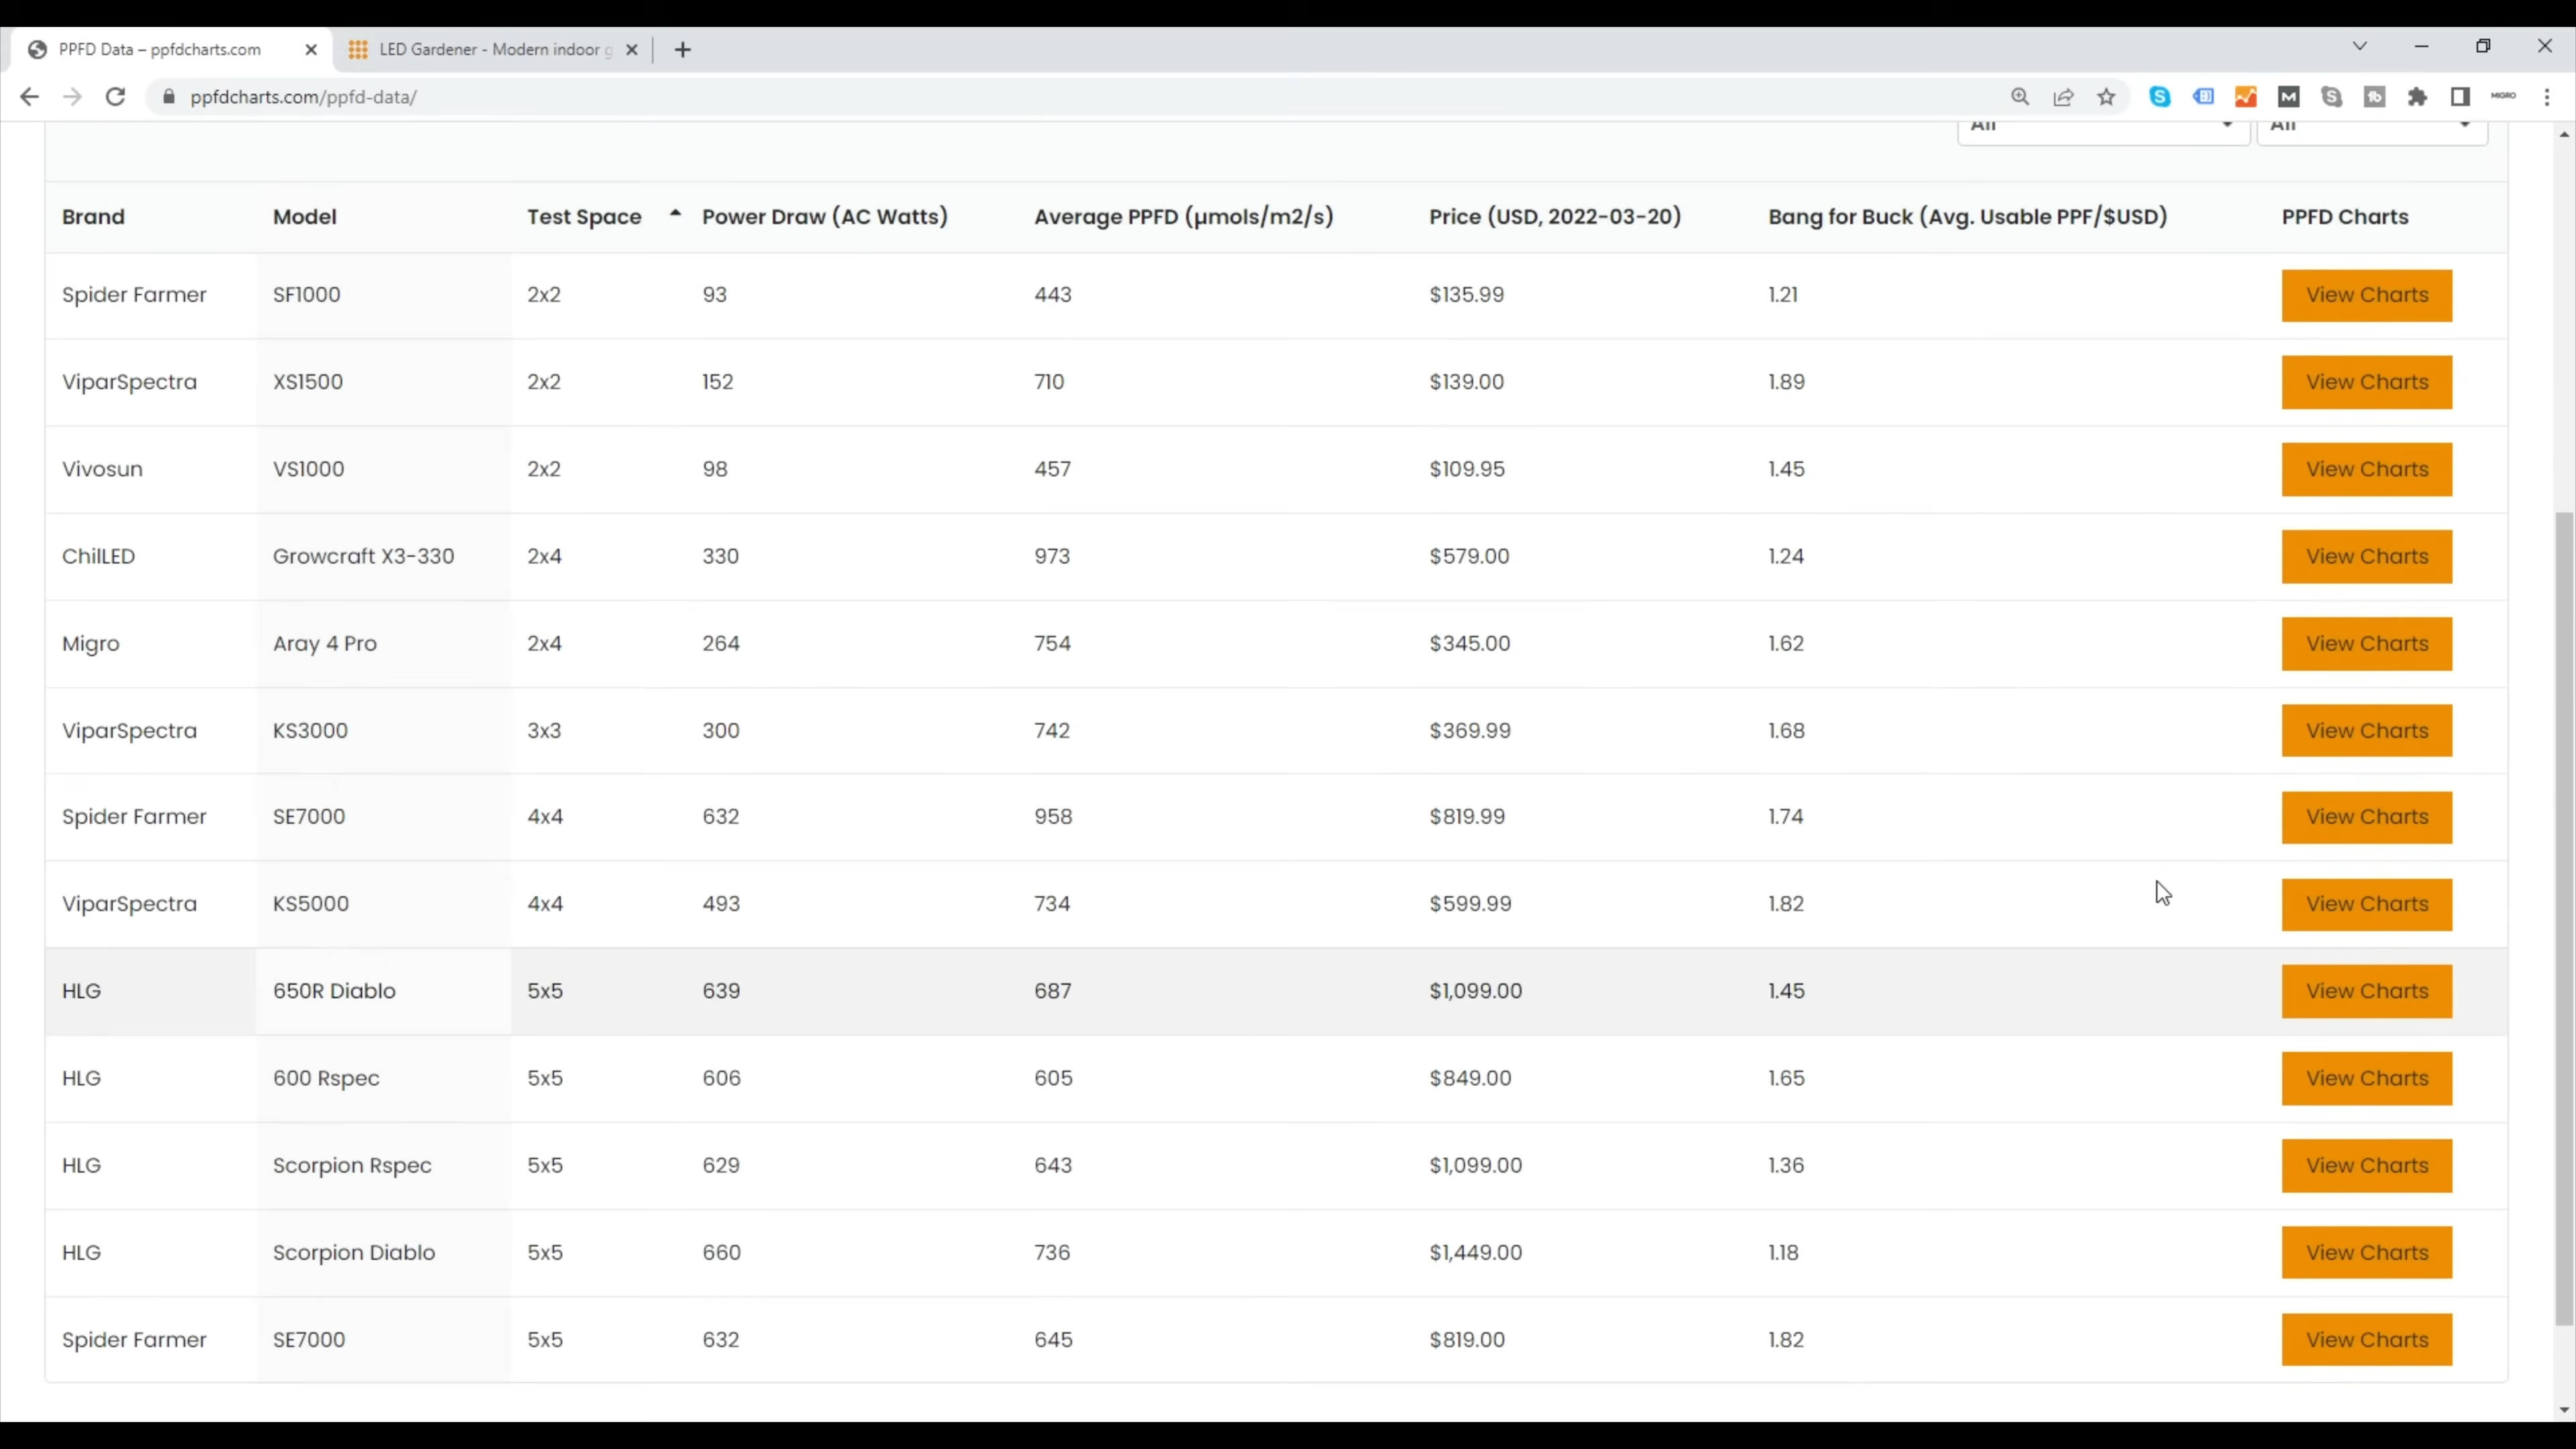 PPFD Data – ppfdcharts.com
LED Gardener - Modern indoor g
ppfdcharts.com/ppfd-data/
All All
Brand Model Test Space Power Draw (AC Watts) Average PPFD (µmols/m2/s) Price (USD, 2022-03-20) Bang for Buck (Avg. Usable PPF/$USD) PPFD Charts
Spider Farmer SF1000 2x2 93 443 $135.99 1.21 View Charts
ViparSpectra XS1500 2x2 152 710 $139.00 1.89 View Charts
Vivosun VS1000 2x2 98 457 $109.95 1.45 View Charts
ChilLED Growcraft X3-330 2x4 330 973 $579.00 1.24 View Charts
Migro Aray 4 Pro 2x4 264 754 $345.00 1.62 View Charts
ViparSpectra KS3000 3x3 300 742 $369.99 1.68 View Charts
Spider Farmer SE7000 4x4 632 958 $819.99 1.74 View Charts
ViparSpectra KS5000 4x4 493 734 $599.99 1.82 View Charts
HLG 650R Diablo 5x5 639 687 $1,099.00 1.45 View Charts
HLG 600 Rspec 5x5 606 605 $849.00 1.65 View Charts
HLG Scorpion Rspec 5x5 629 643 $1,099.00 1.36 View Charts
HLG Scorpion Diablo 5x5 660 736 $1,449.00 1.18 View Charts
Spider Farmer SE7000 5x5 632 645 $819.00 1.82 View Charts